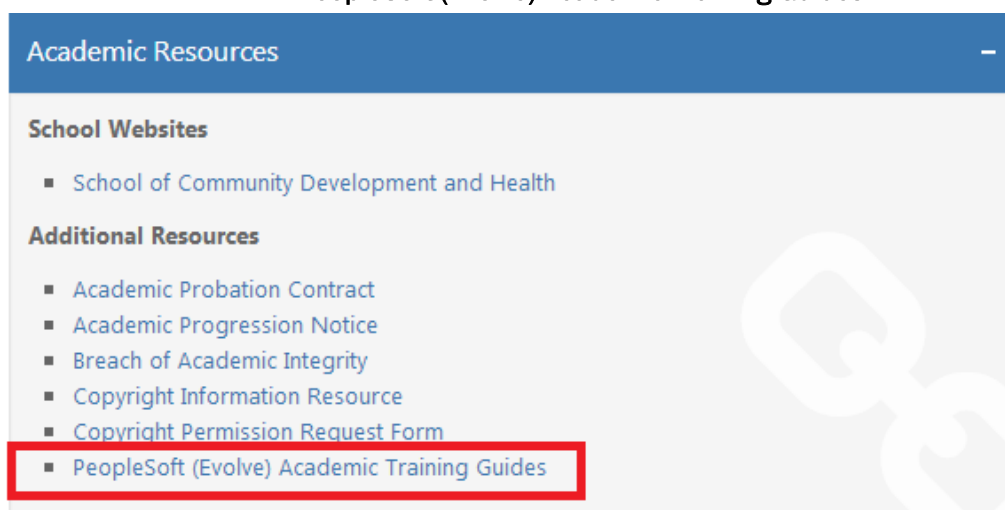 Academic Resources
School Websites
School of Community Development and Health
Additional Resources
Academic Probation Contract
Academic Progression Notice
Breach of Academic Integrity
Copyright Information Resource
Copyright Permission Request Form
PeopleSoft (Evolve) Academic Training Guides